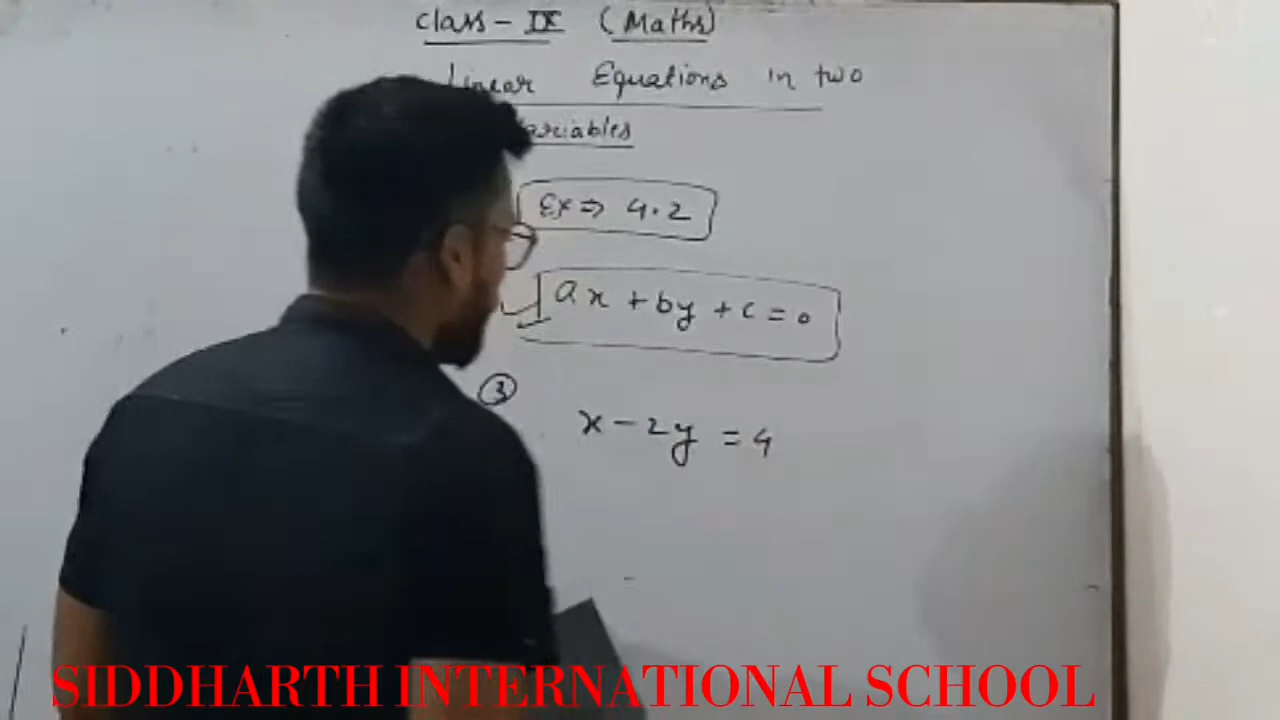 Class - IX (Maths)
Linear Equations in two
variables
Ex ⇒ 4.2
ax + by + c = 0
③
x - 2y = 4
SIDDHARTH INTERNATIONAL SCHOOL